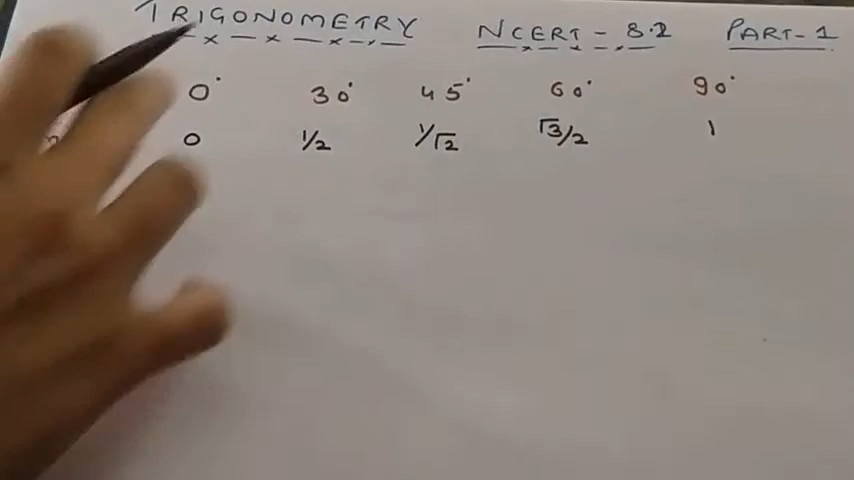 TRIGONOMETRY NCERT - 8.2 PART-1
0° 30° 45° 60° 90°
0 1/2 1/√2 √3/2 1